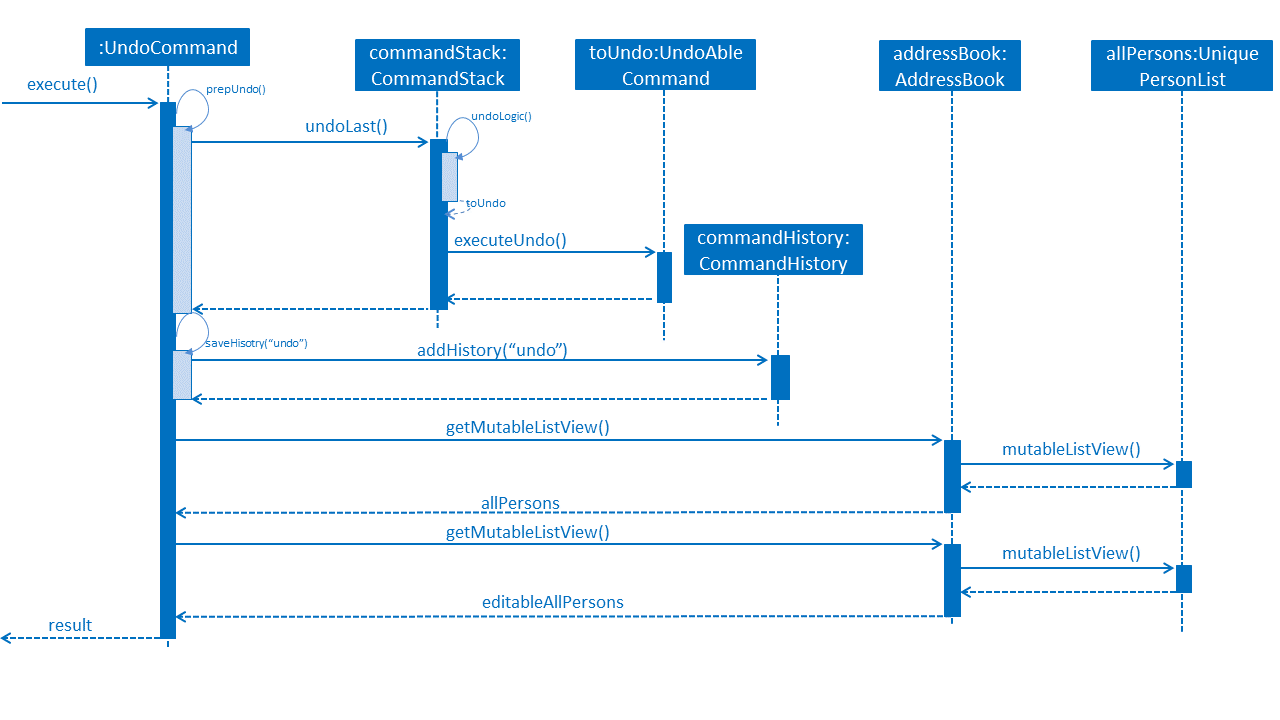 :UndoCommand
commandStack:
CommandStack
toUndo:UndoAble
Command
addressBook:
AddressBook
allPersons:Unique
PersonList
execute()
prepUndo()
undoLast()
undoLogic()
toUndo
executeUndo()
commandHistory:
CommandHistory
saveHisotry(“undo”)
addHistory(“undo”)
getMutableListView()
mutableListView()
allPersons
getMutableListView()
mutableListView()
editableAllPersons
result